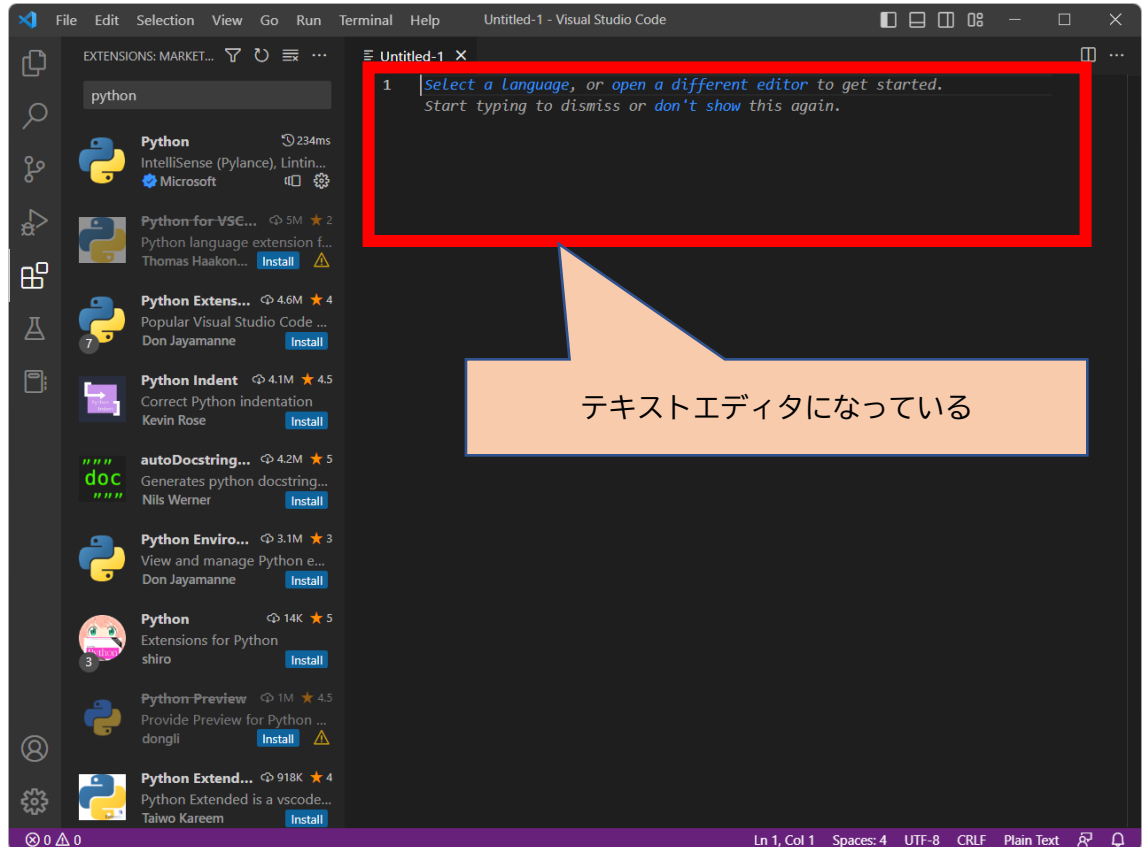 File Edit Selection View Go Run Terminal Help Untitled-1 - Visual Studio Code
EXTENSIONS: MARKET...
python
Python 234ms
IntelliSense (Pylance), Lintin...
Microsoft
Python for VSC... 5M ★ 2
Python language extension f...
Thomas Haakon... Install
Python Extens... 4.6M ★ 4
Popular Visual Studio Code ...
7 Don Jayamanne Install
Python Indent 4.1M ★ 4.5
Correct Python indentation
Kevin Rose Install
""" doc """
autoDocstring... 4.2M ★ 5
Generates python docstring...
Nils Werner Install
Python Enviro... 3.1M ★ 3
View and manage Python e...
Don Jayamanne Install
Python 14K ★ 5
Extensions for Python
3 shiro Install
Python Preview 1M ★ 4.5
Provide Preview for Python ...
dongli Install
Python Extend... 918K ★ 4
Python Extended is a vscode...
Taiwo Kareem Install
Untitled-1
1 Select a language, or open a different editor to get started.
Start typing to dismiss or don't show this again.
テキストエディタになっている
0 0 Ln 1, Col 1 Spaces: 4 UTF-8 CRLF Plain Text